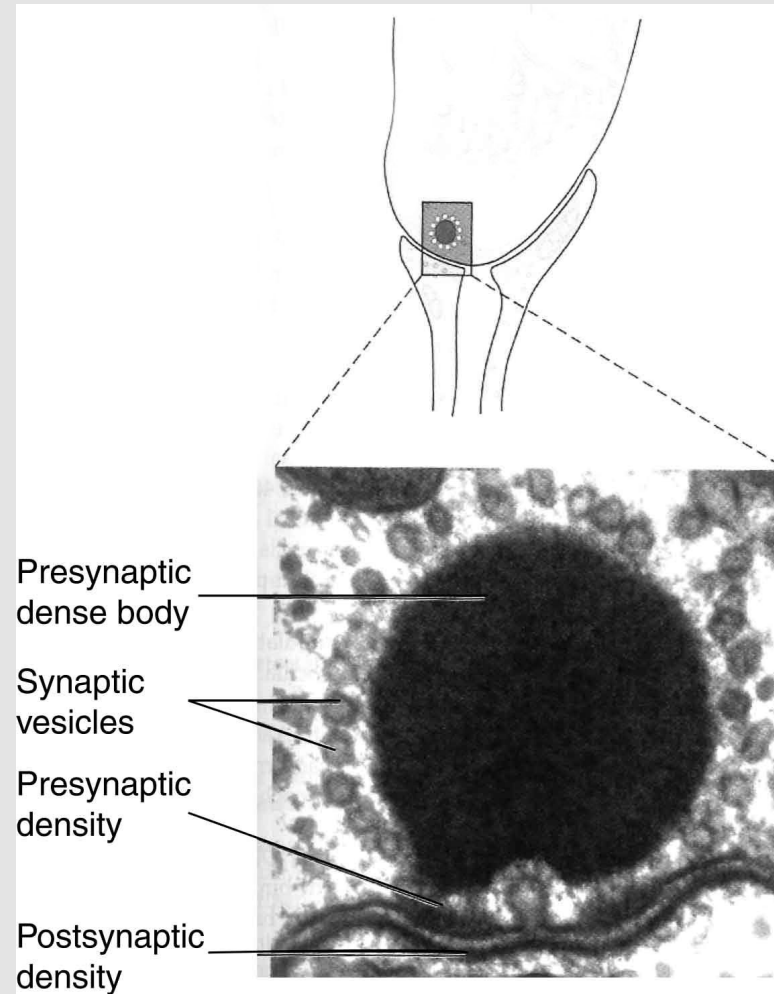 Presynaptic
dense body
Synaptic
vesicles
Presynaptic
density
Postsynaptic
density